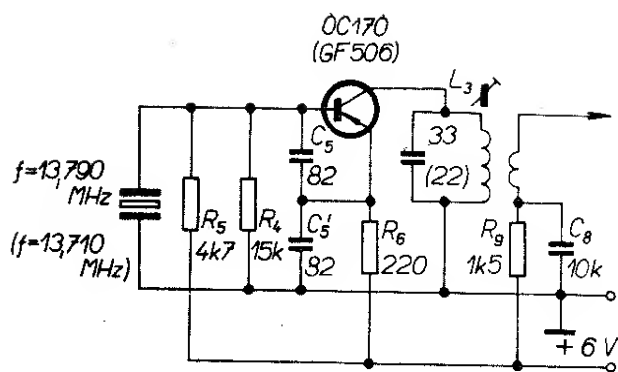 OC170
(GF506)
L3
f=13,790
MHz
(f=13,710
MHz)
R5
4k7
R4
15k
C5
82
C5'
82
R6
220
33
(22)
R9
1k5
C8
10k
+ 6 V